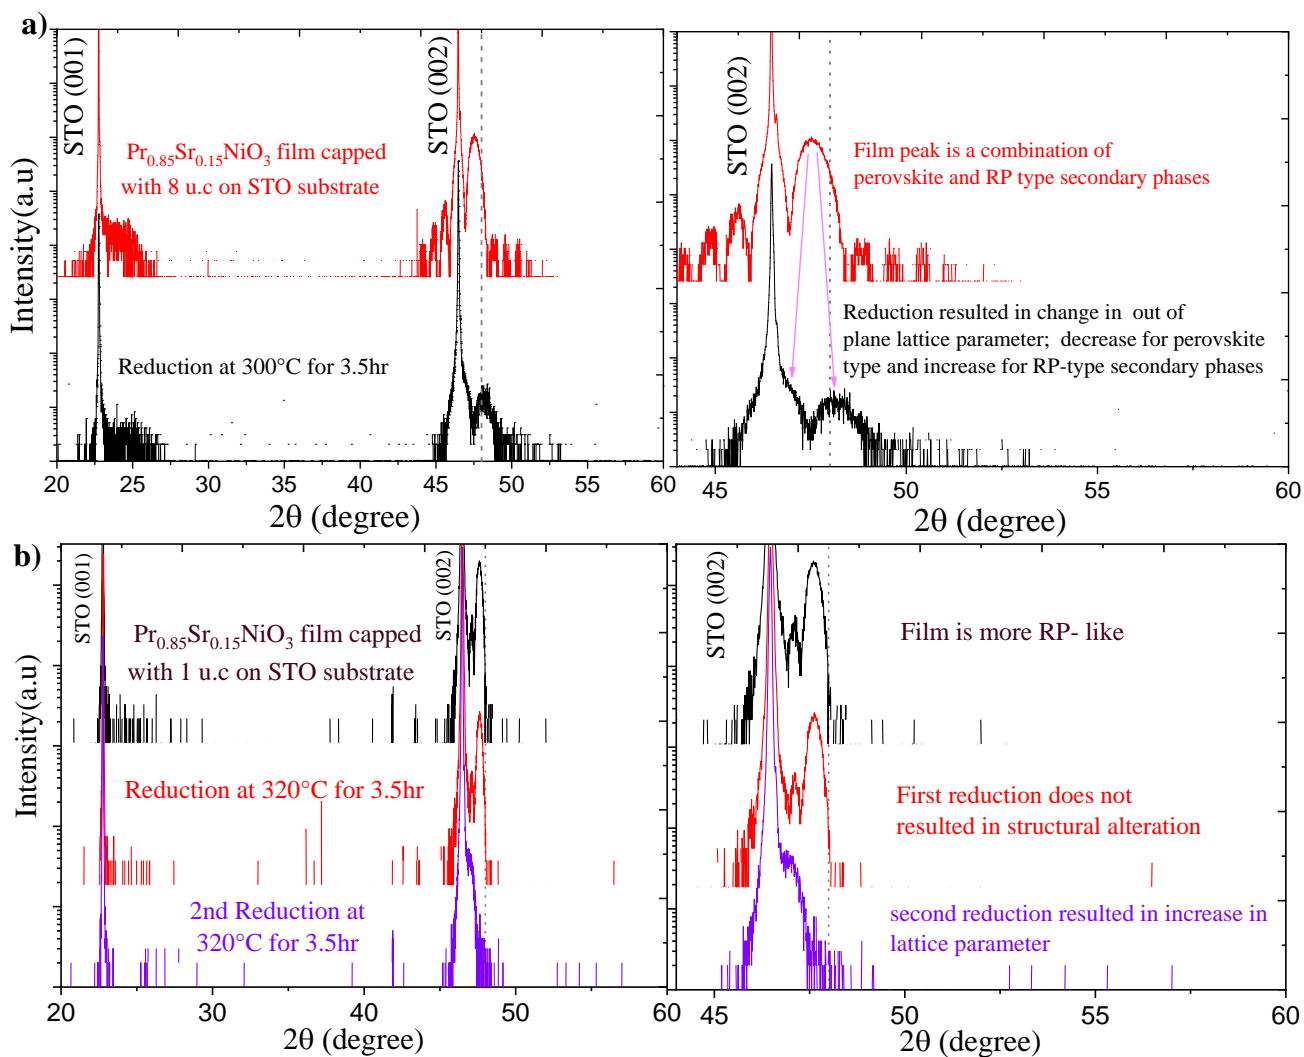 a)
STO (001)
STO (002)
Pr0.85Sr0.15NiO3 film capped
with 8 u.c on STO substrate
Reduction at 300°C for 3.5hr
Intensity(a.u)
20 25 30 35 40 45 50 55 60
2θ (degree)
STO (002)
Film peak is a combination of
perovskite and RP type secondary phases
Reduction resulted in change in out of
plane lattice parameter; decrease for perovskite
type and increase for RP-type secondary phases
45 50 55 60
2θ (degree)
b)
STO (001)
STO (002)
Pr0.85Sr0.15NiO3 film capped
with 1 u.c on STO substrate
Reduction at 320°C for 3.5hr
2nd Reduction at
320°C for 3.5hr
Intensity(a.u)
20 30 40 50 60
2θ (degree)
STO (002)
Film is more RP- like
First reduction does not
resulted in structural alteration
second reduction resulted in increase in
lattice parameter
45 50 55 60
2θ (degree)